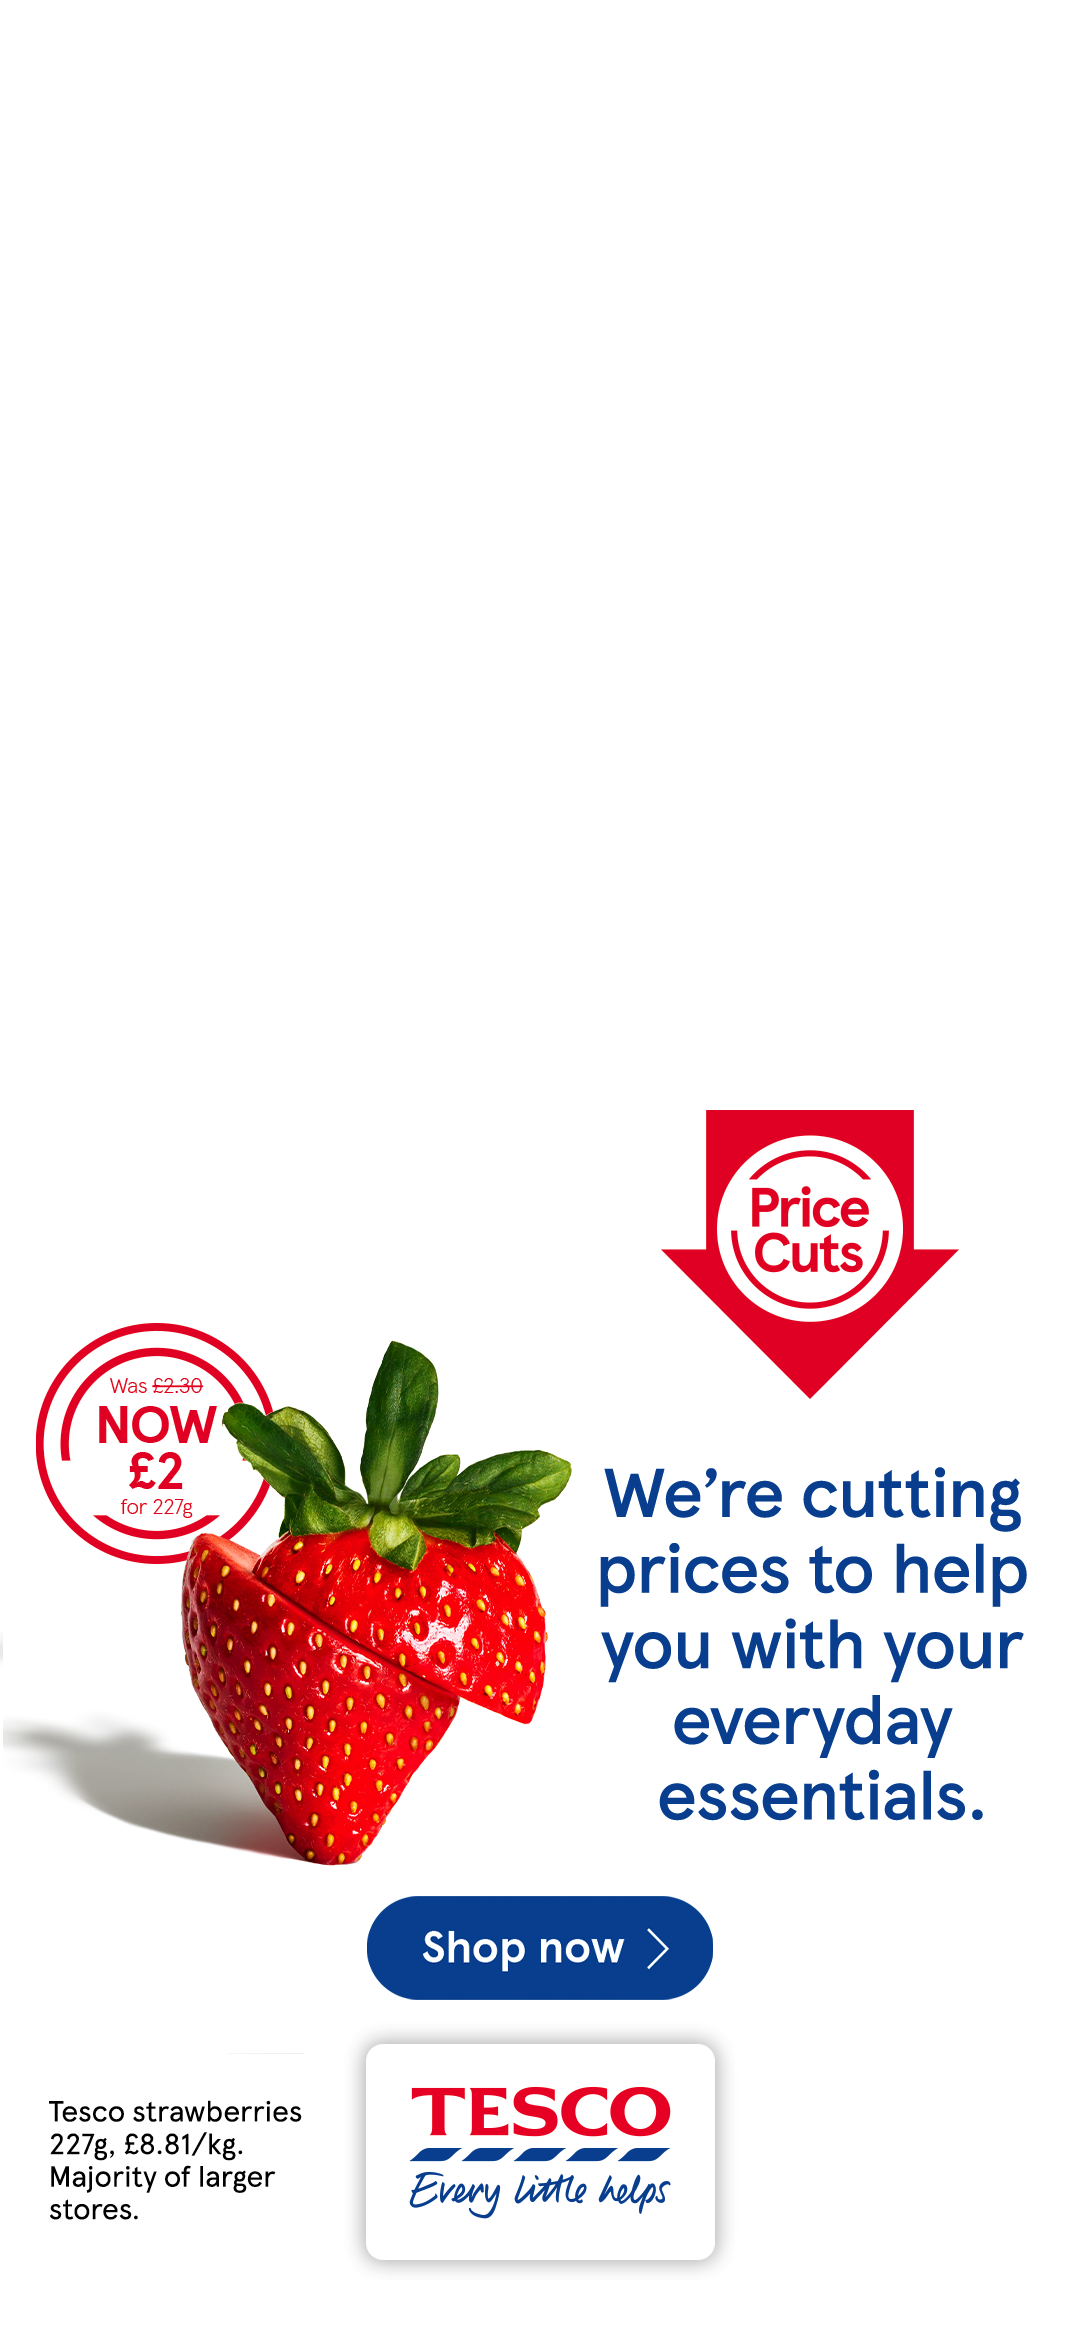 Price
Cuts
Was £2.30
NOW
£2
for 227g
We’re cutting
prices to help
you with your
everyday
essentials.
Shop now
Tesco strawberries
227g, £8.81/kg.
Majority of larger
stores.
TESCO
Every little helps